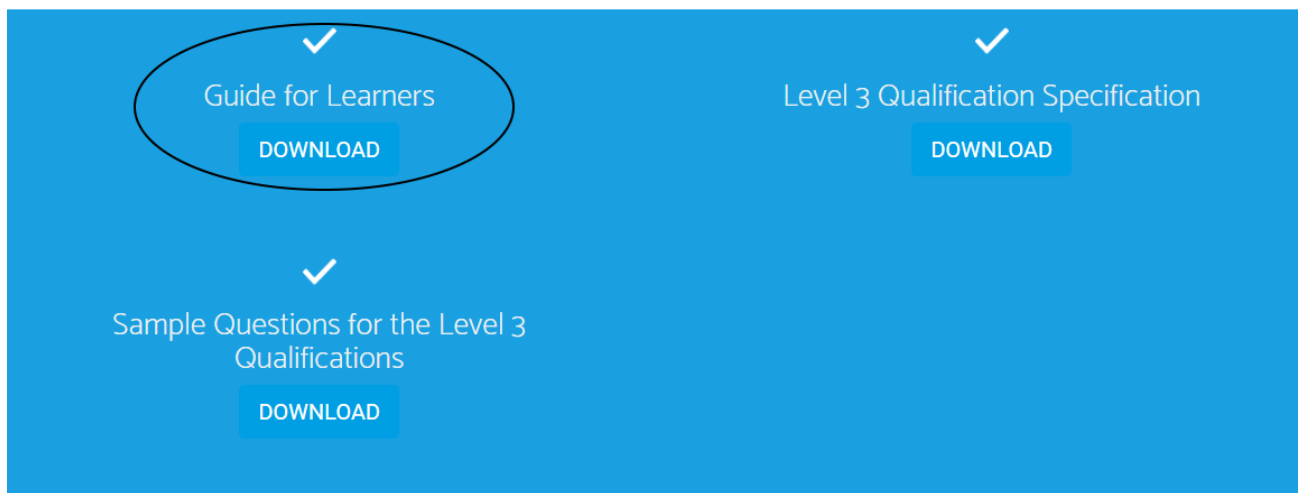 Guide for Learners
DOWNLOAD
Level 3 Qualification Specification
DOWNLOAD
Sample Questions for the Level 3
Qualifications
DOWNLOAD